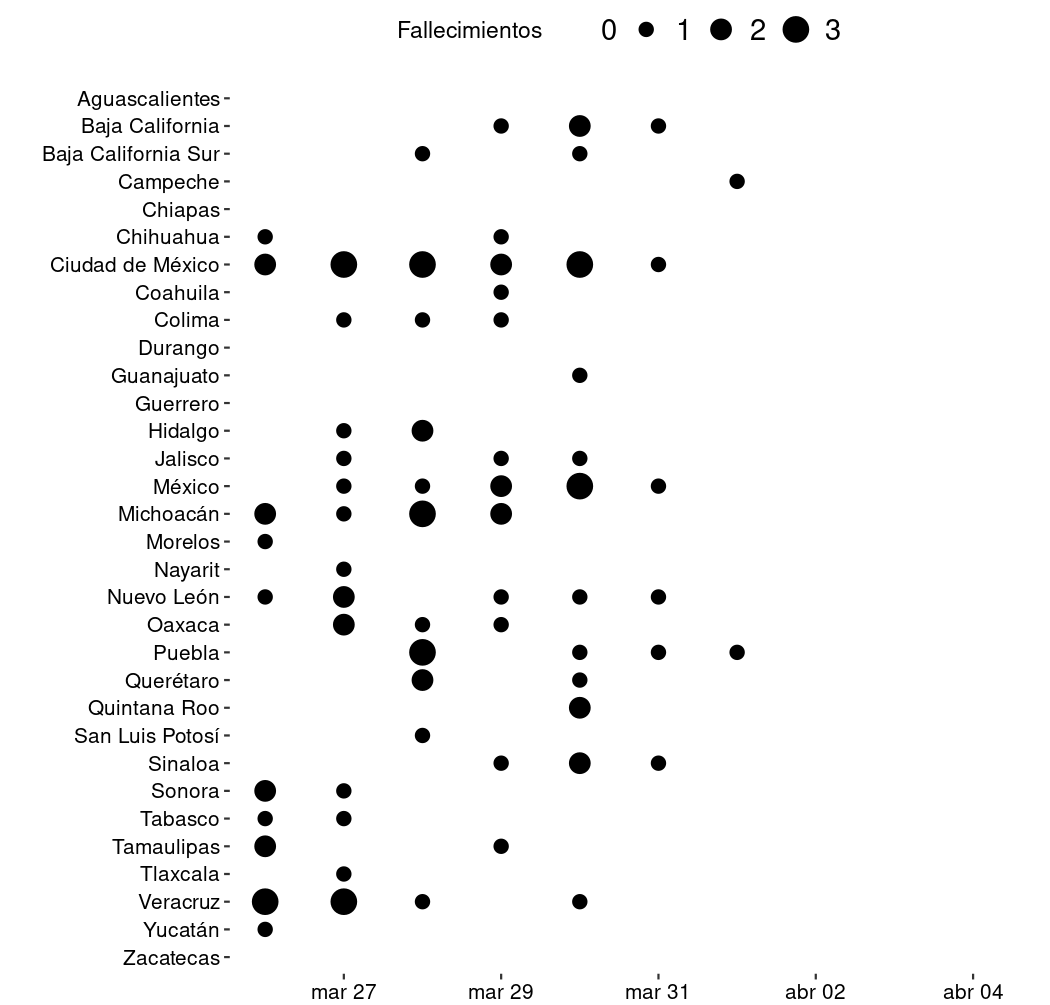 Fallecimientos 0 1 2 3
Aguascalientes
Baja California
Baja California Sur
Campeche
Chiapas
Chihuahua
Ciudad de México
Coahuila
Colima
Durango
Guanajuato
Guerrero
Hidalgo
Jalisco
México
Michoacán
Morelos
Nayarit
Nuevo León
Oaxaca
Puebla
Querétaro
Quintana Roo
San Luis Potosí
Sinaloa
Sonora
Tabasco
Tamaulipas
Tlaxcala
Veracruz
Yucatán
Zacatecas
mar 27 mar 29 mar 31 abr 02 abr 04